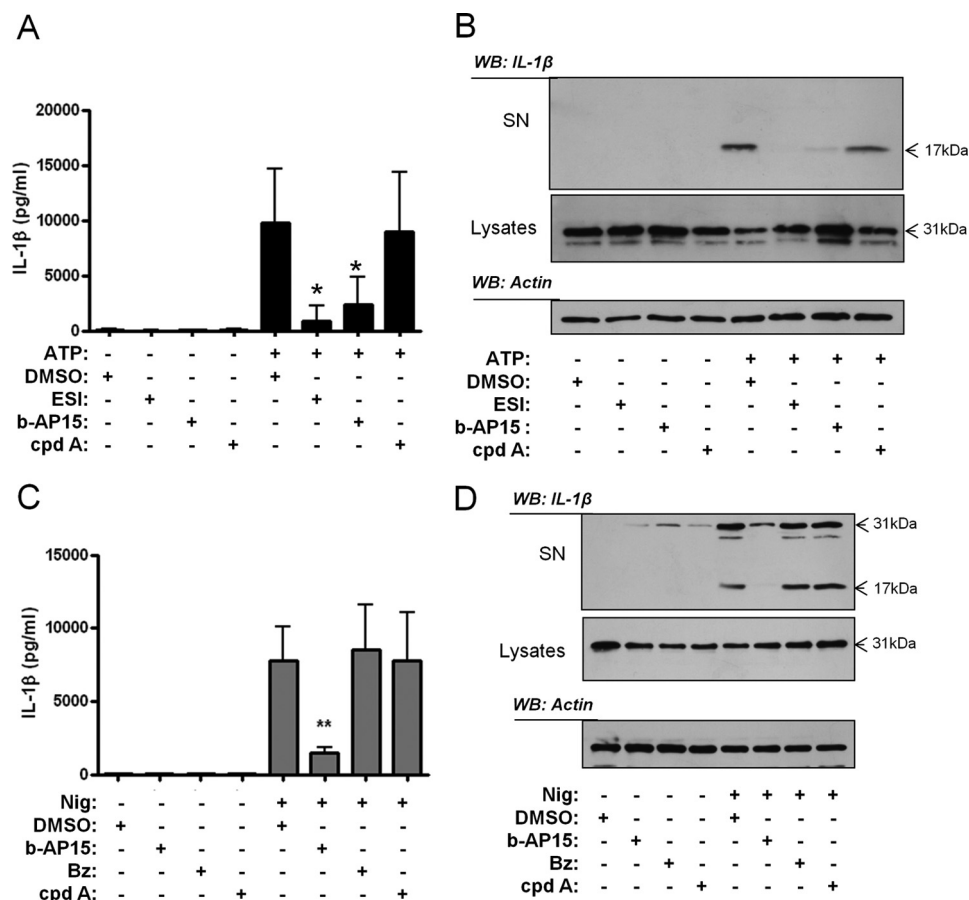 A
20000
15000
10000
5000
0
IL-1β (pg/ml)
* *
ATP: - - - - + + + +
DMSO: + - - - + - - -
ESI: - + - - - + - -
b-AP15: - - + - - - + -
cpd A: - - - + - - - +
B
WB: IL-1β
SN
17kDa
Lysates
31kDa
WB: Actin
ATP: - - - - + + + +
DMSO: + - - - + - - -
ESI: - + - - - + - -
b-AP15 : - - + - - - + -
cpd A: - - - + - - - +
C
15000
10000
5000
0
IL-1β (pg/ml)
**
Nig: - - - - + + + +
DMSO: + - - - + - - -
b-AP15: - + - - - + - -
Bz: - - + - - - + -
cpd A: - - - + - - - +
D
WB: IL-1β
31kDa
SN
17kDa
Lysates
31kDa
WB: Actin
Nig: - - - - + + + +
DMSO: + - - - + - - -
b-AP15: - + - - - + - -
Bz: - - + - - - + -
cpd A: - - - + - - - +